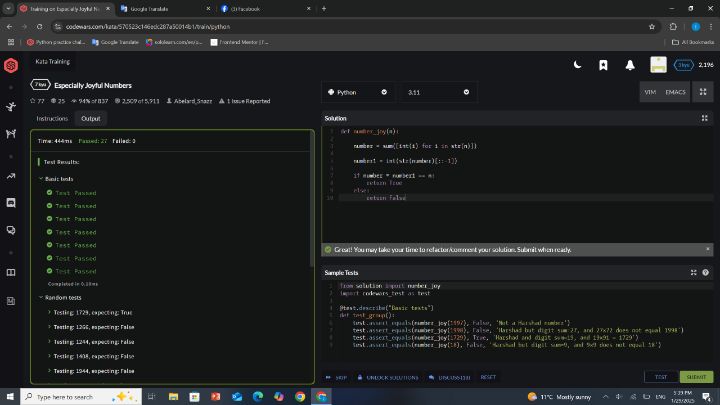 Training on Especially Joyful N
Google Translate
(3) Facebook
codewars.com/kata/570523c146edc287a50014b1/train/python
Python practice chal...
Google Translate
sololearn.com/en/p...
Frontend Mentor | F...
All Bookmarks
Kata Training
7 kyu
2,196
7 kyu
Especially Joyful Numbers
77
25
94% of 837
2,509 of 5,911
Abelard_Snazz
1 Issue Reported
Python
3.11
VIM
EMACS
Instructions
Output
Solution
Time: 444ms Passed: 27 Failed: 0
Test Results:
Basic tests
Test Passed
Test Passed
Test Passed
Test Passed
Test Passed
Test Passed
Test Passed
Completed in 0.10ms
Random tests
Testing: 1729, expecting: True
Testing: 1266, expecting: False
Testing: 1244, expecting: False
Testing: 1408, expecting: False
Testing: 1944, expecting: False
def number_joy(n):
number = sum([int(i) for i in str(n)])
number1 = int(str(number)[::-1])
if number * number1 == n:
return True
else:
return False
Great! You may take your time to refactor/comment your solution. Submit when ready.
Sample Tests
from solution import number_joy
import codewars_test as test
@test.describe("Basic tests")
def test_group():
test.assert_equals(number_joy(1997), False, 'Not a Harshad number')
test.assert_equals(number_joy(1998), False, 'Harshad but digit sum=27, and 27x72 does not equal 1998')
test.assert_equals(number_joy(1729), True, 'Harshad and digit sum=19, and 19x91 = 1729')
test.assert_equals(number_joy(18), False, 'Harshad but digit sum=9, and 9x9 does not equal 18')
SKIP
UNLOCK SOLUTIONS
DISCUSS (18)
RESET
TEST
SUBMIT
Type here to search
11°C Mostly sunny
ENG
5:39 PM
1/29/2025